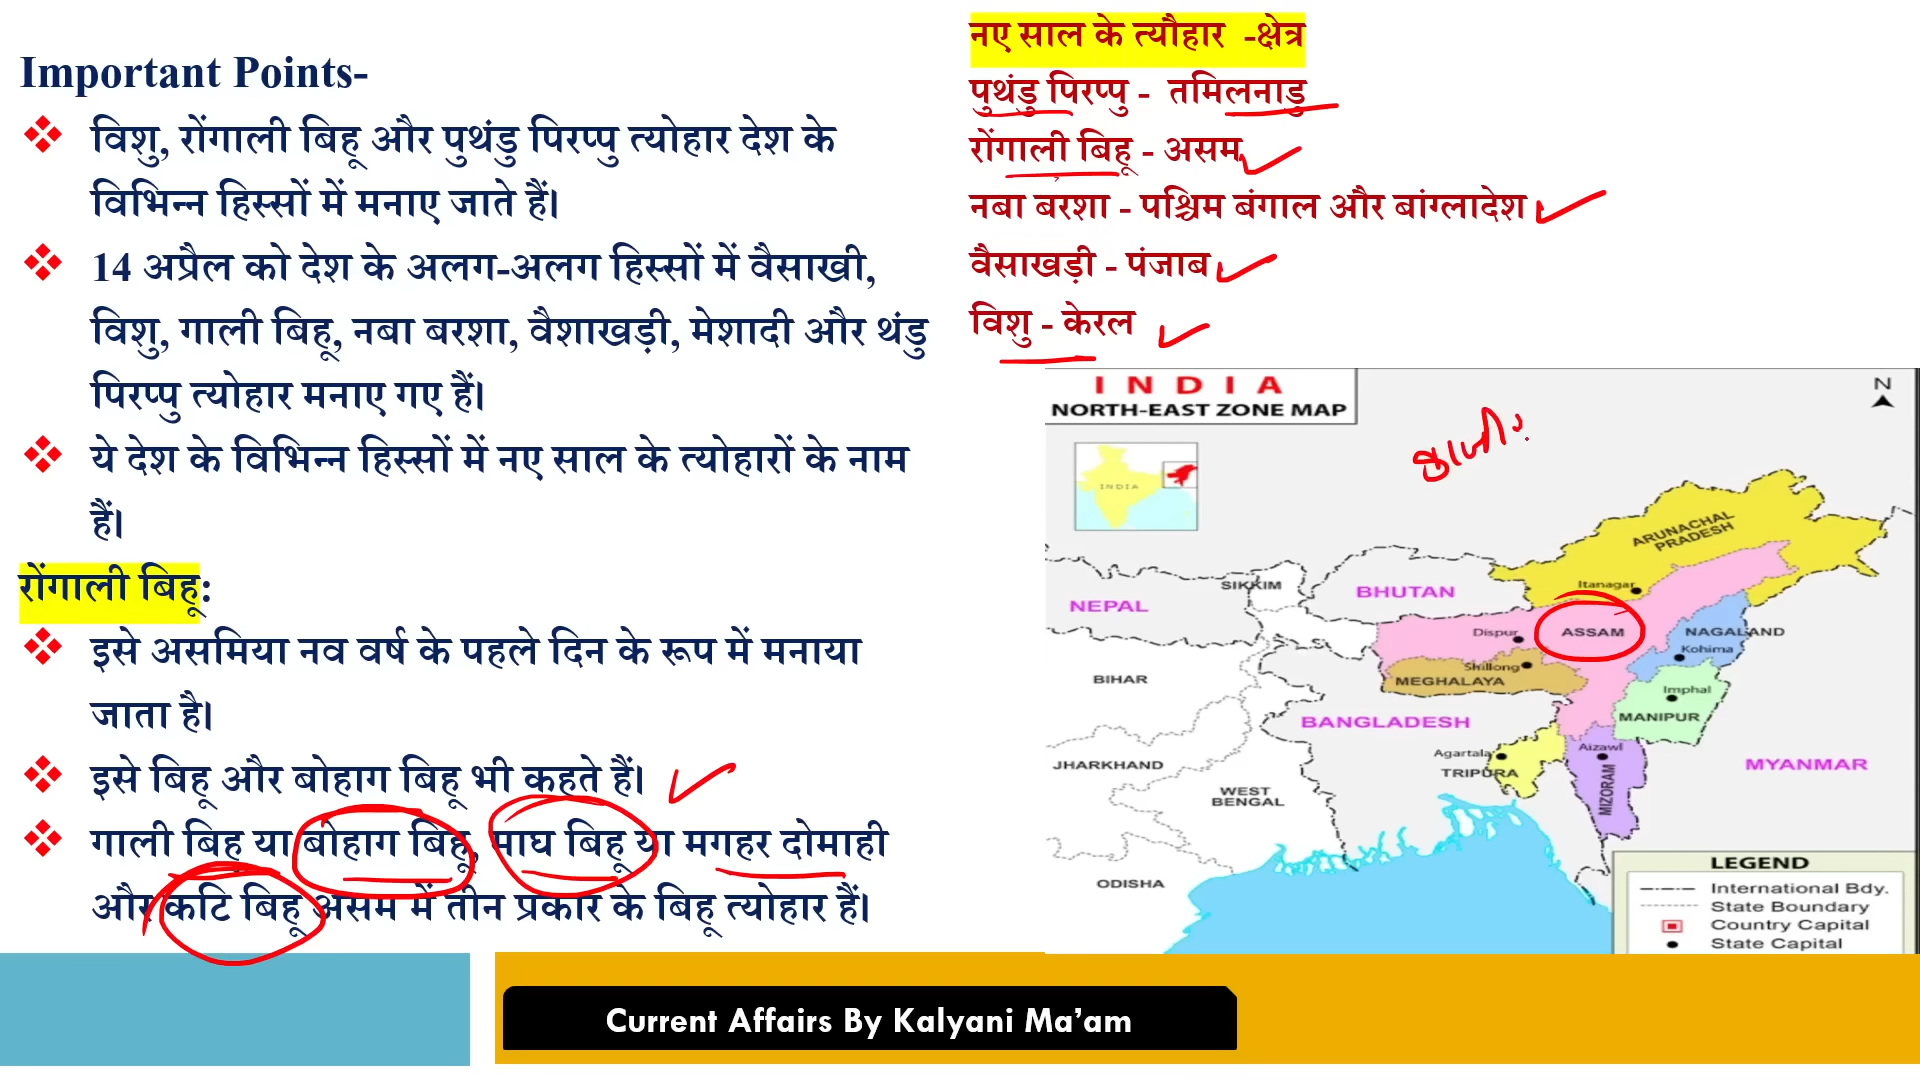 Important Points-
विशु, रोंगाली बिहू और पुथंडु पिरप्पु त्योहार देश के
विभिन्न हिस्सों में मनाए जाते हैं।
14 अप्रैल को देश के अलग-अलग हिस्सों में वैसाखी,
विशु, गाली बिहू, नबा बरशा, वैशाखड़ी, मेशादी और थंडु
पिरप्पु त्योहार मनाए गए हैं।
ये देश के विभिन्न हिस्सों में नए साल के त्योहारों के नाम
हैं।
रोंगाली बिहू:
इसे असमिया नव वर्ष के पहले दिन के रूप में मनाया
जाता है।
इसे बिहू और बोहाग बिहू भी कहते हैं।
गाली बिहू या बोहाग बिहू, माघ बिहू या मगहर दोमाही
और कटि बिहू असम में तीन प्रकार के बिहू त्योहार हैं।
नए साल के त्यौहार -क्षेत्र
पुथंडु पिरप्पु - तमिलनाडु
रोंगाली बिहू - असम
नबा बरशा - पश्चिम बंगाल और बांग्लादेश
वैसाखड़ी - पंजाब
विशु - केरल
INDIA
NORTH-EAST ZONE MAP
N
INDIA
ARUNACHAL
PRADESH
Itanagar
SIKKIM
BHUTAN
NEPAL
Dispur
ASSAM
NAGALAND
Kohima
Shillong
MEGHALAYA
BIHAR
Imphal
MANIPUR
BANGLADESH
Agartala
Aizawl
TRIPURA
MIZORAM
JHARKHAND
MYANMAR
WEST
BENGAL
ODISHA
LEGEND
International Bdy.
State Boundary
Country Capital
State Capital
Current Affairs By Kalyani Ma’am